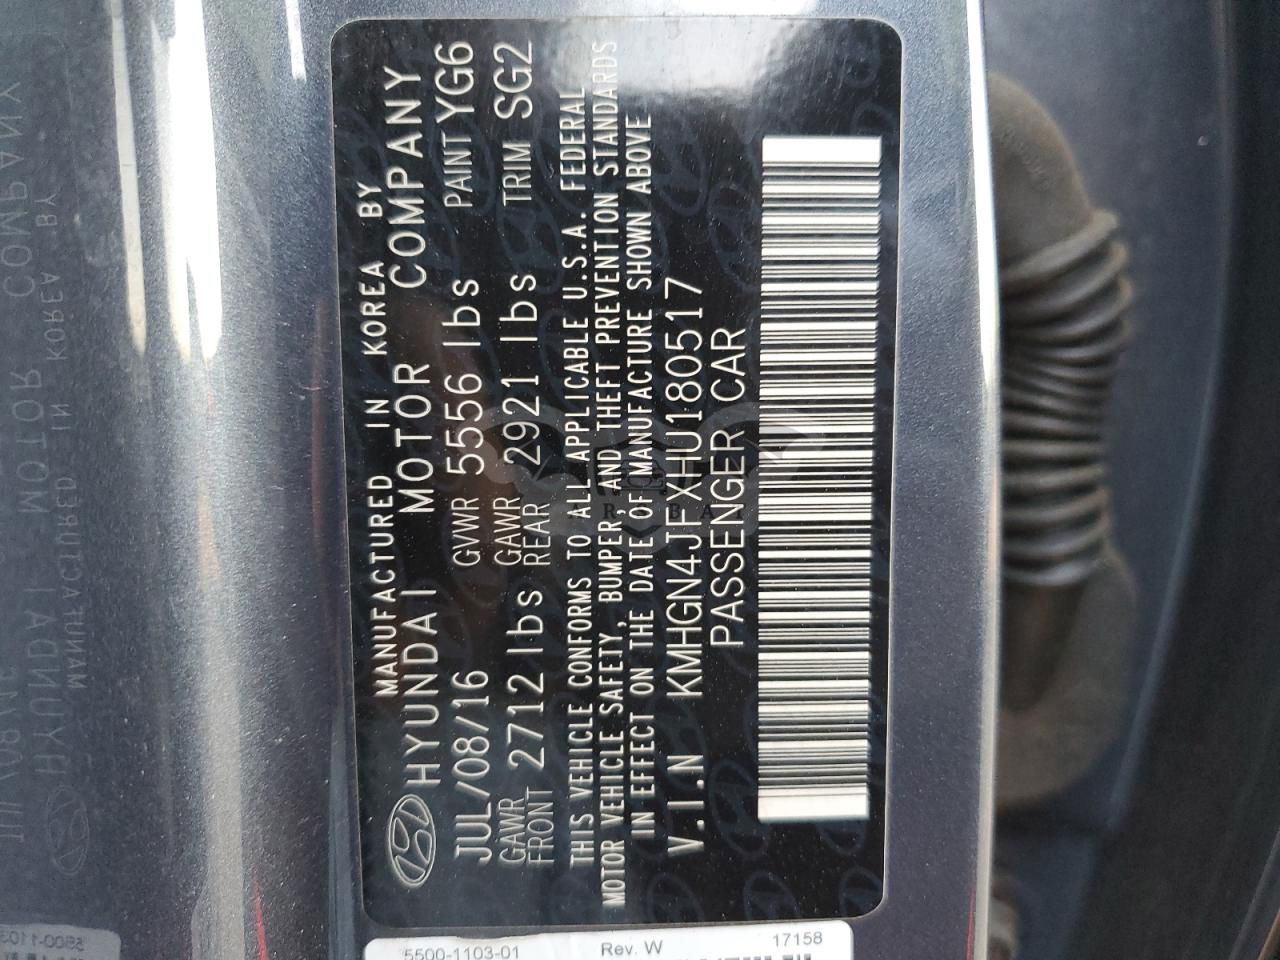 MANUFACTURED IN KOREA BY
HYUNDAI MOTOR COMPANY
JUL/08/16 GVWR 5556 lbs PAINT YG6
GAWR FRONT 2712 lbs GAWR REAR 2921 lbs TRIM SG2
THIS VEHICLE CONFORMS TO ALL APPLICABLE U.S.A. FEDERAL
MOTOR VEHICLE SAFETY, BUMPER, AND THEFT PREVENTION STANDARDS
IN EFFECT ON THE DATE OF MANUFACTURE SHOWN ABOVE
V.I.N KMHGN4JEXHU180517
PASSENGER CAR
5500-1103-01 Rev. W 17158